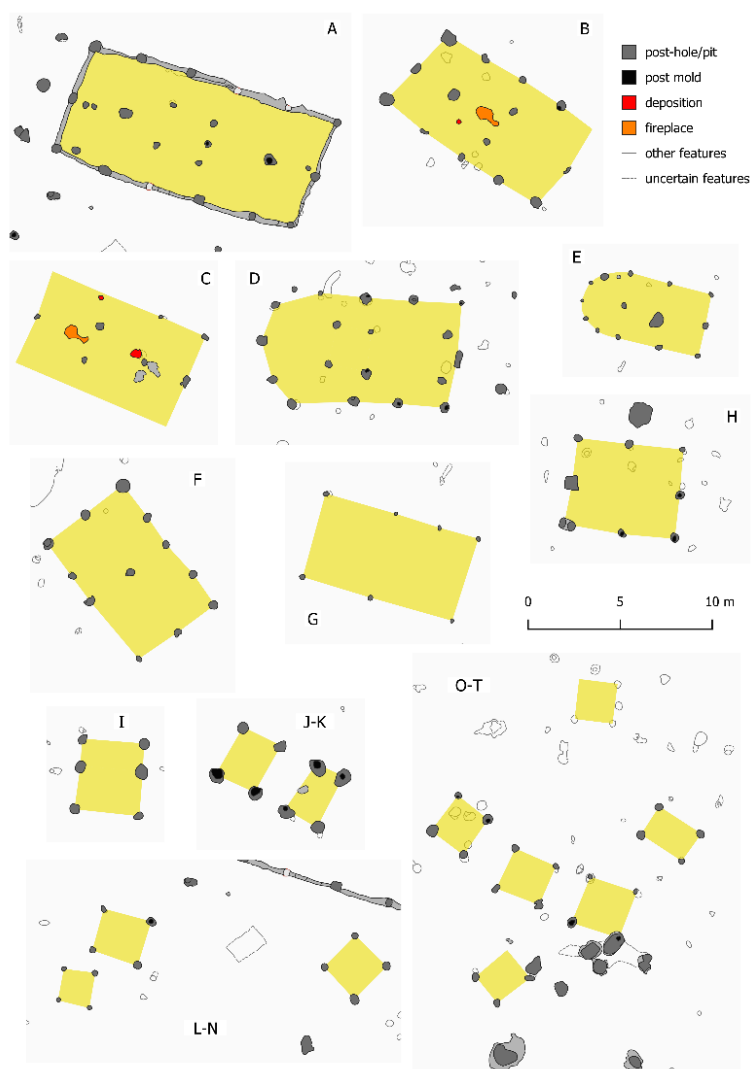 A
B
post-hole/pit
post mold
deposition
fireplace
other features
uncertain features
C
D
E
H
F
G
0 5 10 m
I
J-K
O-T
L-N